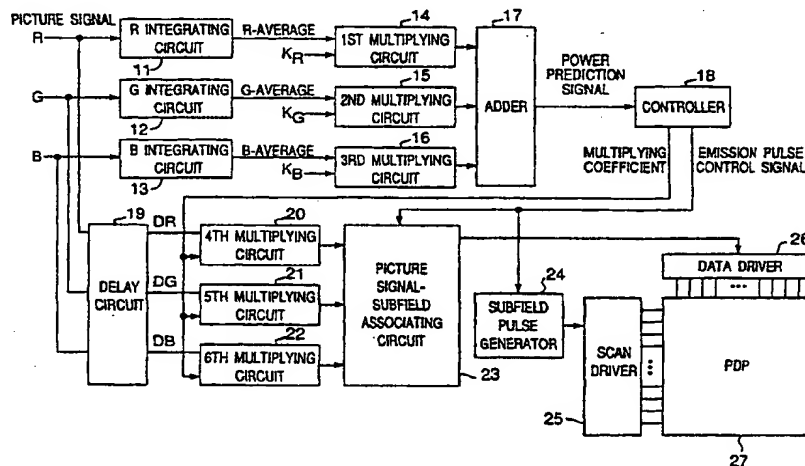 PICTURE SIGNAL
R
R INTEGRATING
CIRCUIT
11
R-AVERAGE
KR
14
1ST MULTIPLYING
CIRCUIT
17
ADDER
G
G INTEGRATING
CIRCUIT
12
G-AVERAGE
KG
15
2ND MULTIPLYING
CIRCUIT
POWER
PREDICTION
SIGNAL
18
CONTROLLER
B
B INTEGRATING
CIRCUIT
13
B-AVERAGE
KB
16
3RD MULTIPLYING
CIRCUIT
MULTIPLYING
COEFFICIENT
EMISSION PULSE
CONTROL SIGNAL
19
DELAY
CIRCUIT
DR
20
4TH MULTIPLYING
CIRCUIT
DG
21
5TH MULTIPLYING
CIRCUIT
DB
22
6TH MULTIPLYING
CIRCUIT
PICTURE
SIGNAL-
SUBFIELD
ASSOCIATING
CIRCUIT
23
24
SUBFIELD
PULSE
GENERATOR
SCAN
DRIVER
25
26
DATA DRIVER
PDP
27